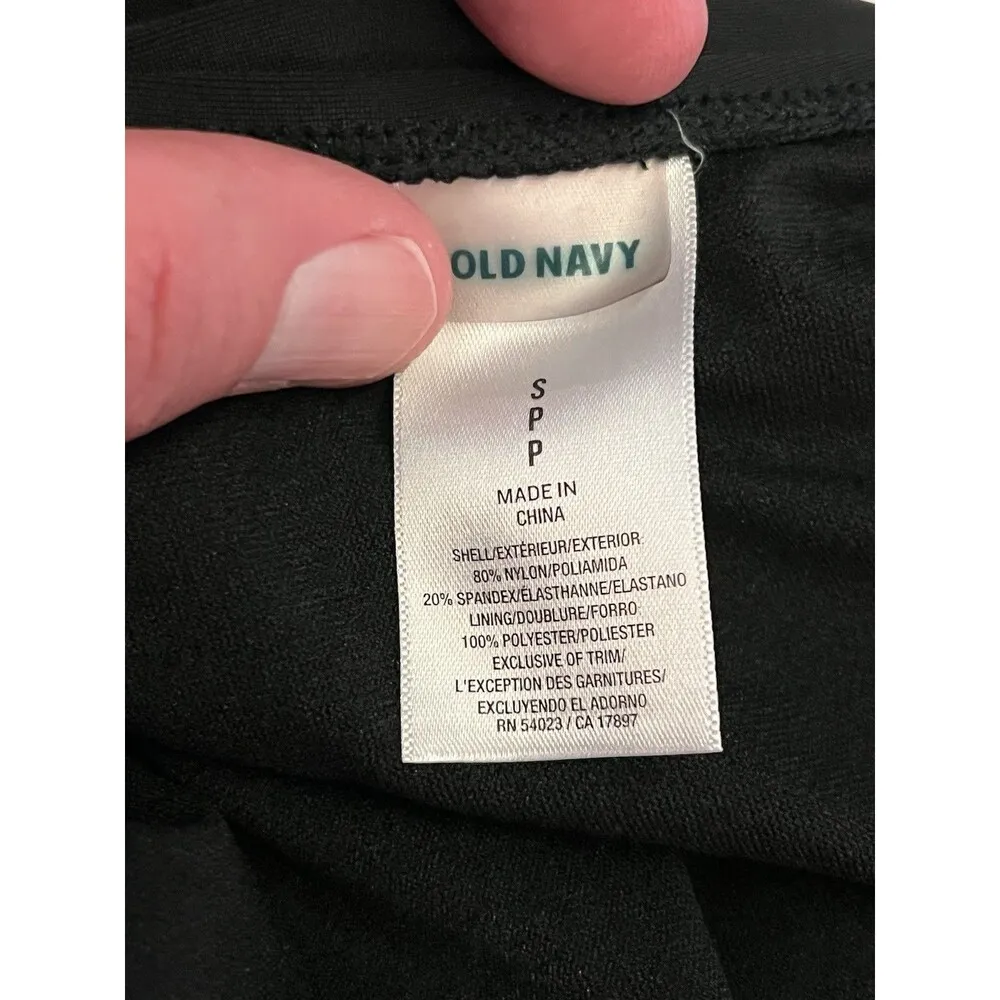 OLD NAVY
S
P
P
MADE IN
CHINA
SHELL/EXTÉRIEUR/EXTERIOR
80% NYLON/POLIAMIDA
20% SPANDEX/ÉLASTHANNE/ELASTANO
LINING/DOUBLURE/FORRO
100% POLYESTER/POLIESTER
EXCLUSIVE OF TRIM/
L'EXCEPTION DES GARNITURES/
EXCLUYENDO EL ADORNO
RN 54023 / CA 17897